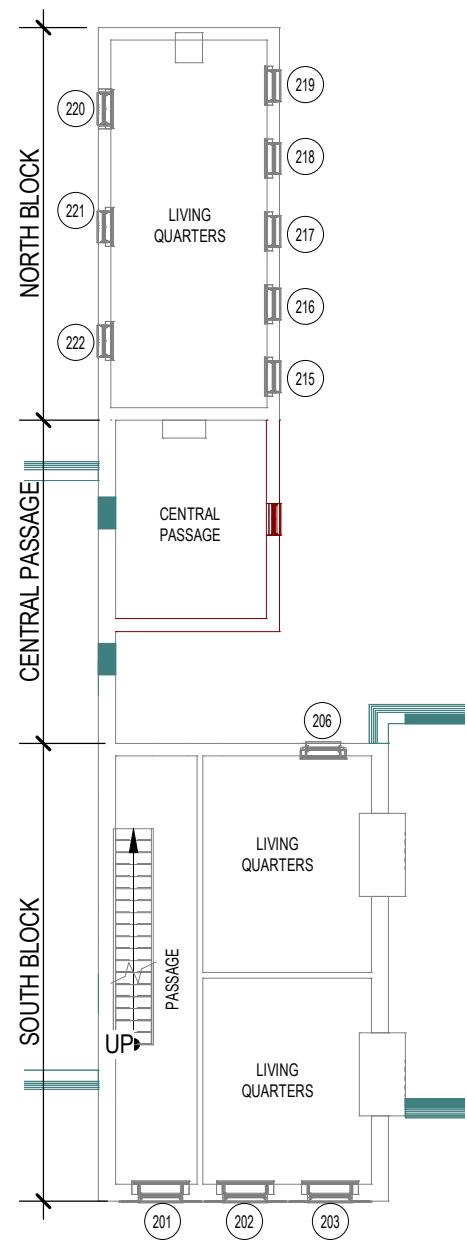 NORTH BLOCK
219
220
218
221
LIVING
QUARTERS
217
216
222
215
CENTRAL PASSAGE
CENTRAL
PASSAGE
206
SOUTH BLOCK
LIVING
QUARTERS
PASSAGE
UP
LIVING
QUARTERS
201
202
203